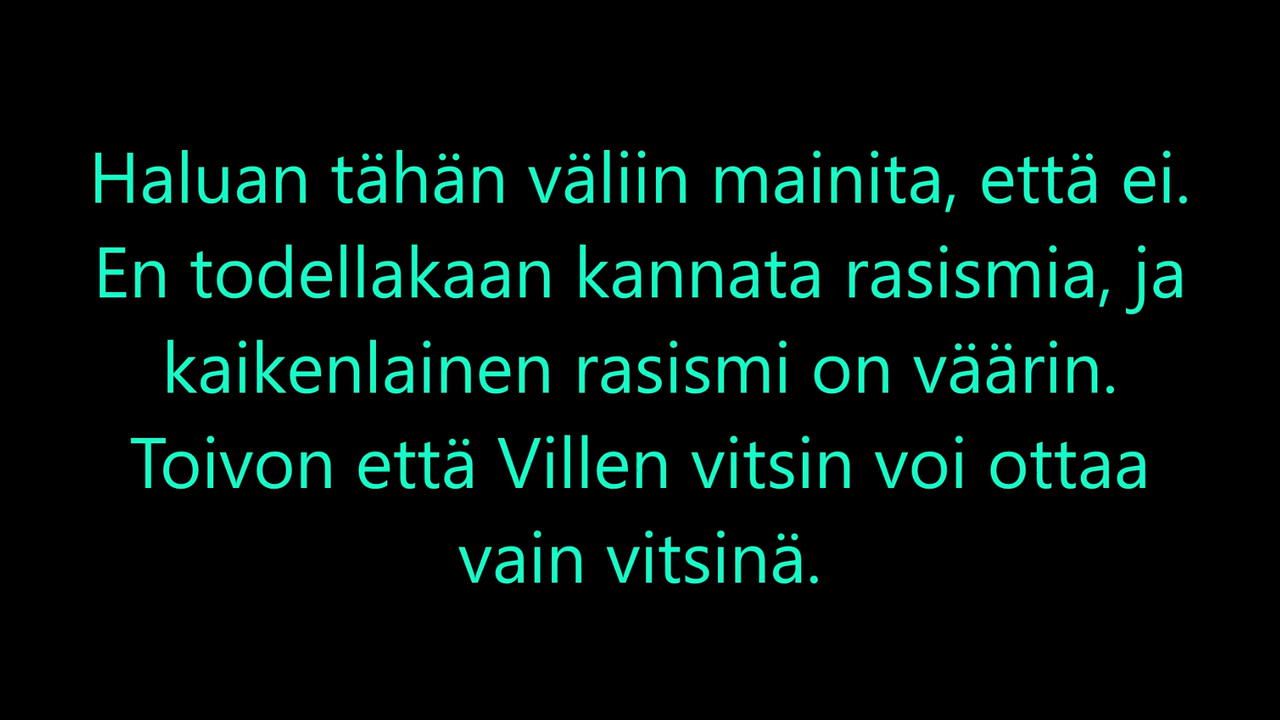 Haluan tähän väliin mainita, että ei.
En todellakaan kannata rasismia, ja
kaikenlainen rasismi on väärin.
Toivon että Villen vitsin voi ottaa
vain vitsinä.